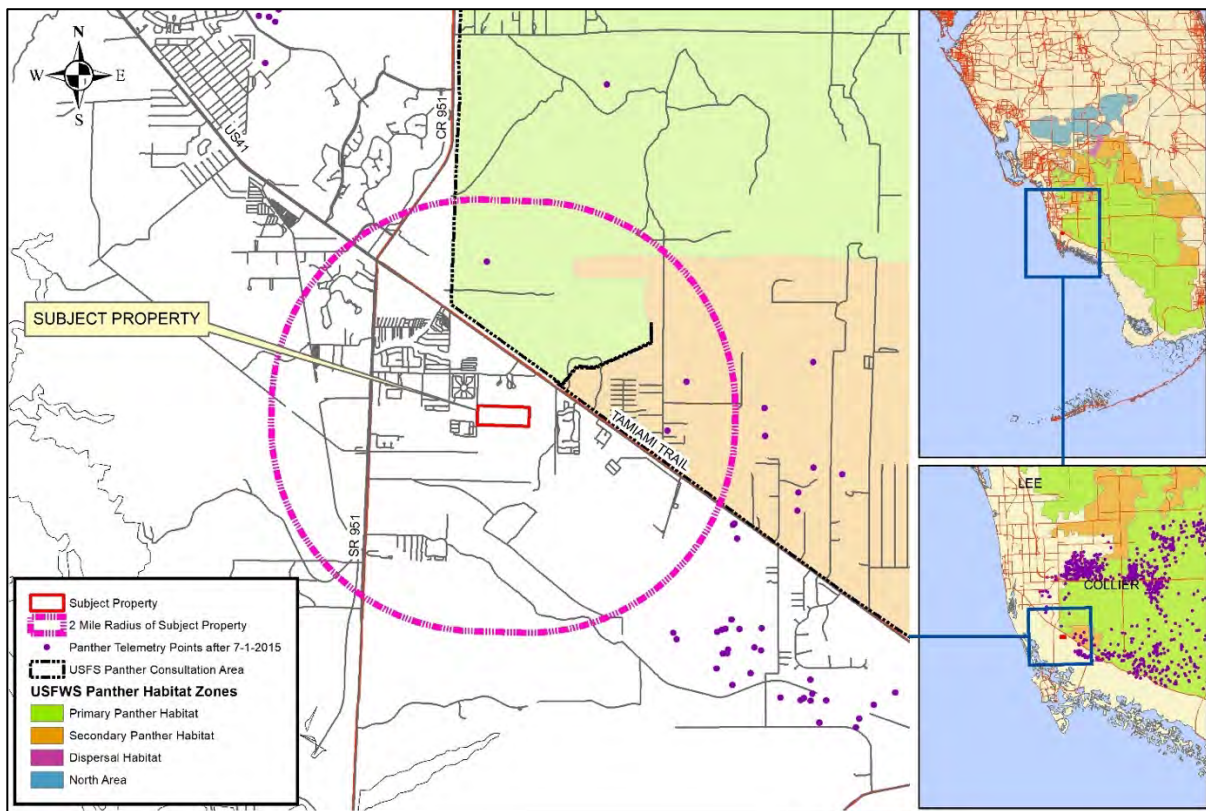 N
W
E
S
US41
CR 951
SUBJECT PROPERTY
TAMIAMI TRAIL
SR 951
Subject Property
2 Mile Radius of Subject Property
Panther Telemetry Points after 7-1-2015
USFS Panther Consultation Area
USFWS Panther Habitat Zones
Primary Panther Habitat
Secondary Panther Habitat
Dispersal Habitat
North Area
LEE
COLLIER